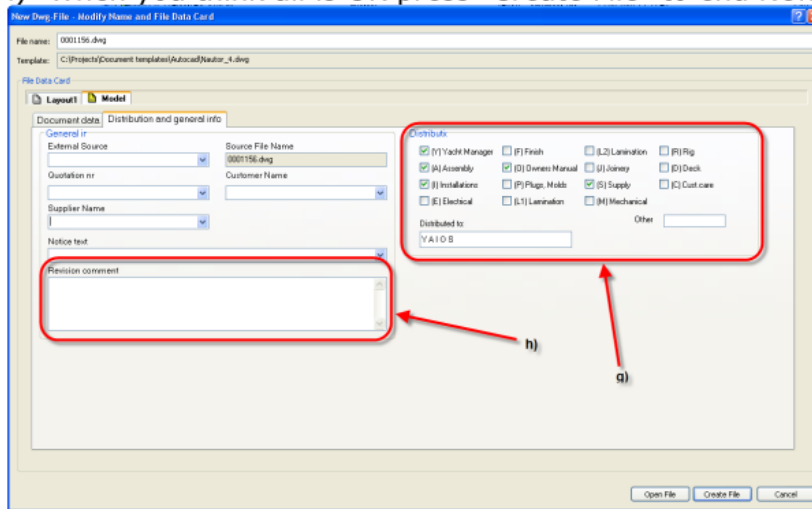 New Dwg-File - Modify Name and File Data Card
File name: 0001156.dwg
Template: C:\Projects\Document templates\Autocad\Nautor_4.dwg
File Data Card
Layout1 Model
Document data Distribution and general info
General ir
External Source Source File Name
0001156.dwg
Quotation nr Customer Name
Supplier Name
Notice text
Revision comment
Distributx
(Y) Yacht Manager (F) Finish (L2) Lamination (R) Rig
(A) Assembly (O) Owners Manual (J) Joinery (D) Deck
(I) Installations (P) Plugs, Molds (S) Supply (C) Cust.care
(E) Electrical (L1) Lamination (M) Mechanical
Other
Distributed to:
Y A I O S
h)
g)
Open File Create File Cancel